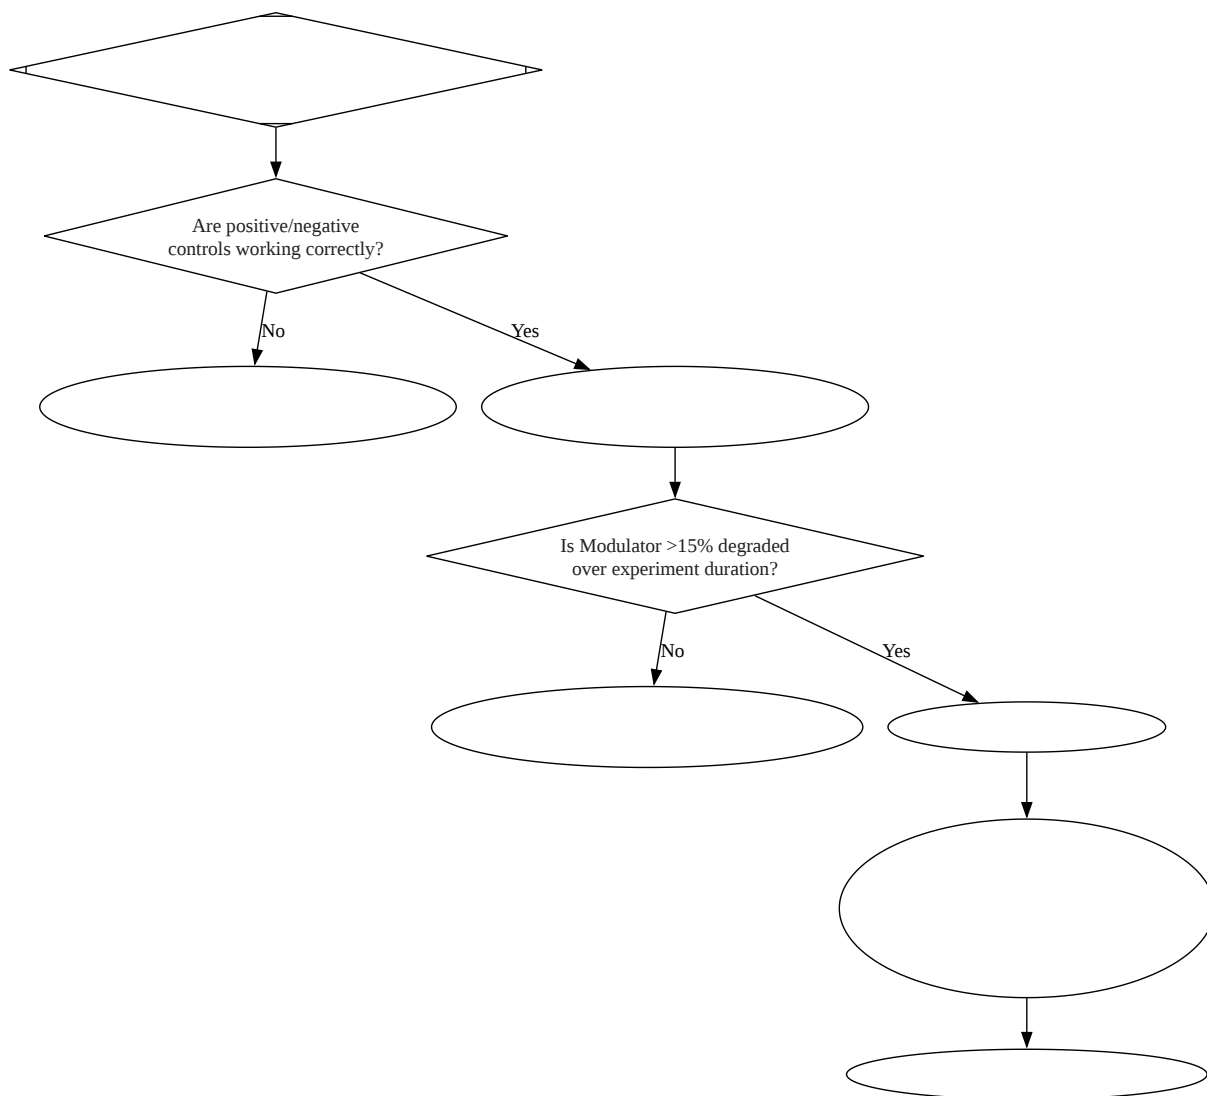 Are positive/negative
controls working correctly?
No
Yes
Is Modulator >15% degraded
over experiment duration?
No
Yes